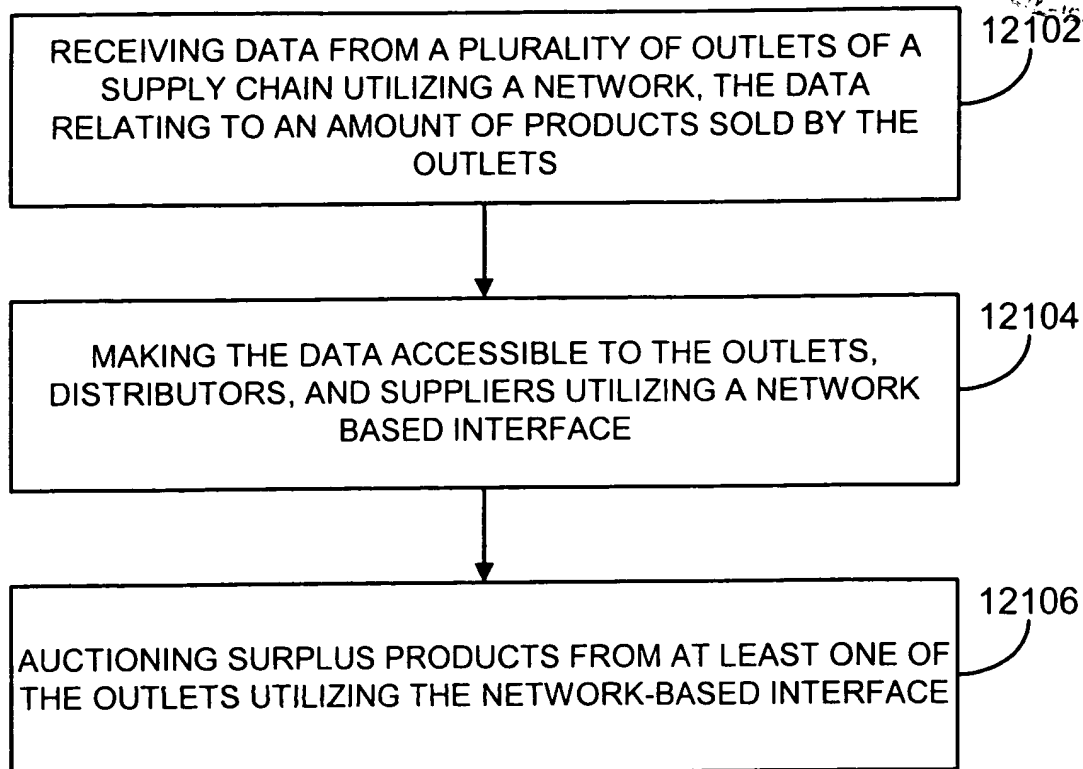 RECEIVING DATA FROM A PLURALITY OF OUTLETS OF A
SUPPLY CHAIN UTILIZING A NETWORK, THE DATA
RELATING TO AN AMOUNT OF PRODUCTS SOLD BY THE
OUTLETS
12102
MAKING THE DATA ACCESSIBLE TO THE OUTLETS,
DISTRIBUTORS, AND SUPPLIERS UTILIZING A NETWORK
BASED INTERFACE
12104
AUCTIONING SURPLUS PRODUCTS FROM AT LEAST ONE OF
THE OUTLETS UTILIZING THE NETWORK-BASED INTERFACE
12106